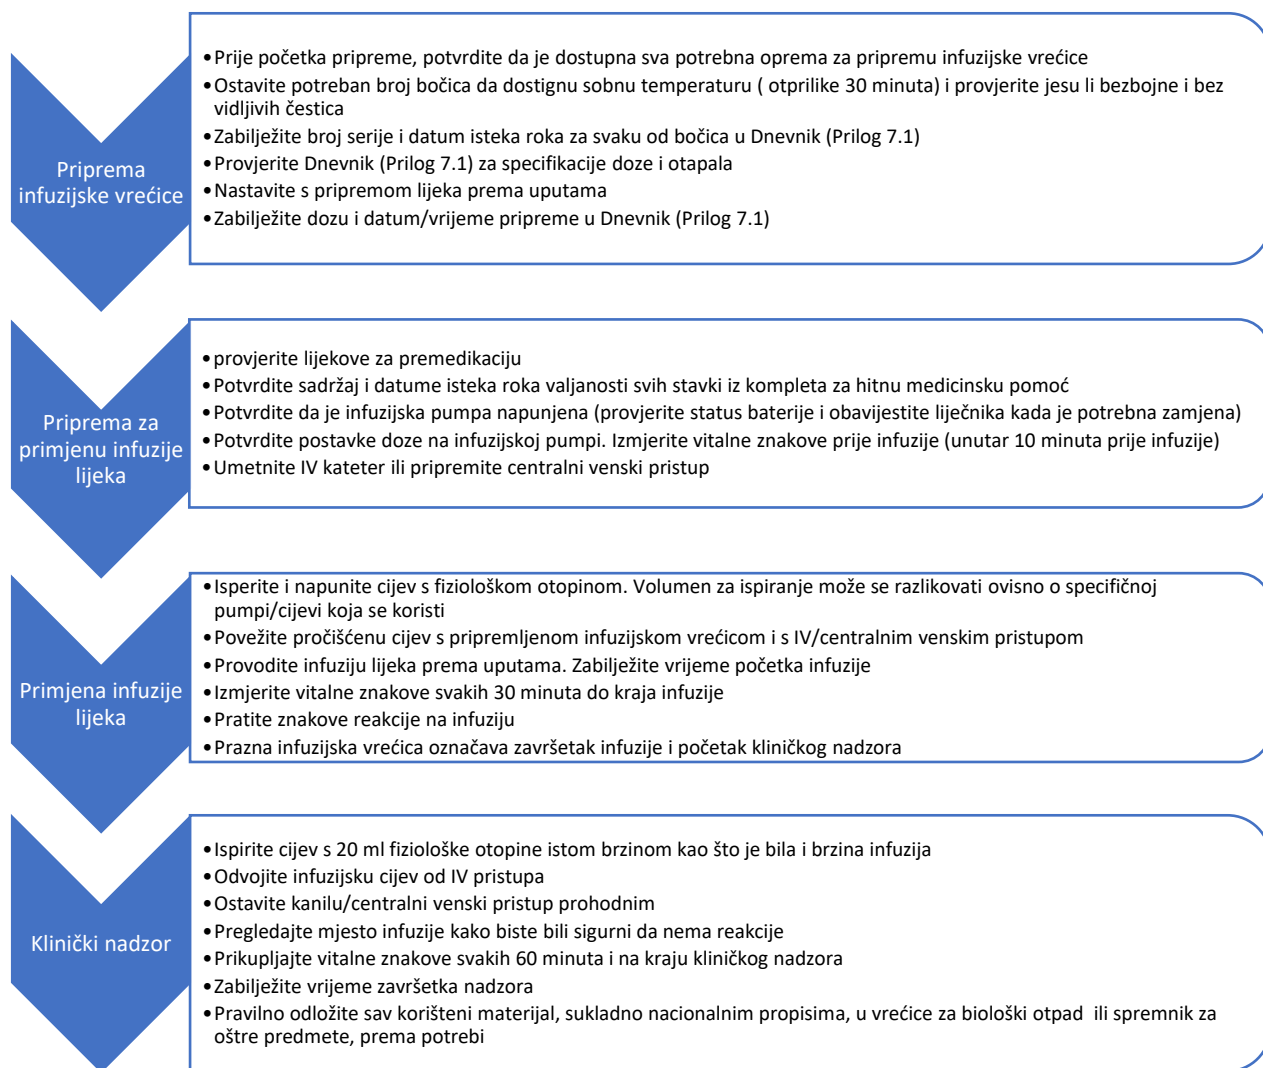 Priprema
infuzijske vrećice
•Prije početka pripreme, potvrdite da je dostupna sva potrebna oprema za pripremu infuzijske vrećice
•Ostavite potreban broj bočica da dostignu sobnu temperaturu ( otprilike 30 minuta) i provjerite jesu li bezbojne i bez
vidljivih čestica
•Zabilježite broj serije i datum isteka roka za svaku od bočica u Dnevnik (Prilog 7.1)
•Provjerite Dnevnik (Prilog 7.1) za specifikacije doze i otapala
•Nastavite s pripremom lijeka prema uputama
•Zabilježite dozu i datum/vrijeme pripreme u Dnevnik (Prilog 7.1)
Priprema za
primjenu infuzije
lijeka
•provjerite lijekove za premedikaciju
•Potvrdite sadržaj i datume isteka roka valjanosti svih stavki iz kompleta za hitnu medicinsku pomoć
•Potvrdite da je infuzijska pumpa napunjena (provjerite status baterije i obavijestite liječnika kada je potrebna zamjena)
•Potvrdite postavke doze na infuzijskoj pumpi. Izmjerite vitalne znakove prije infuzije (unutar 10 minuta prije infuzije)
•Umetnite IV kateter ili pripremite centralni venski pristup
Primjena infuzije
lijeka
•Isperite i napunite cijev s fiziološkom otopinom. Volumen za ispiranje može se razlikovati ovisno o specifičnoj
pumpi/cijevi koja se koristi
•Povežite pročišćenu cijev s pripremljenom infuzijskom vrećicom i s IV/centralnim venskim pristupom
•Provodite infuziju lijeka prema uputama. Zabilježite vrijeme početka infuzije
•Izmjerite vitalne znakove svakih 30 minuta do kraja infuzije
•Pratite znakove reakcije na infuziju
•Prazna infuzijska vrećica označava završetak infuzije i početak kliničkog nadzora
Klinički nadzor
•Ispirite cijev s 20 ml fiziološke otopine istom brzinom kao što je bila i brzina infuzija
•Odvojite infuzijsku cijev od IV pristupa
•Ostavite kanilu/centralni venski pristup prohodnim
•Pregledajte mjesto infuzije kako biste bili sigurni da nema reakcije
•Prikupljajte vitalne znakove svakih 60 minuta i na kraju kliničkog nadzora
•Zabilježite vrijeme završetka nadzora
•Pravilno odložite sav korišteni materijal, sukladno nacionalnim propisima, u vrećice za biološki otpad  ili spremnik za
oštre predmete, prema potrebi